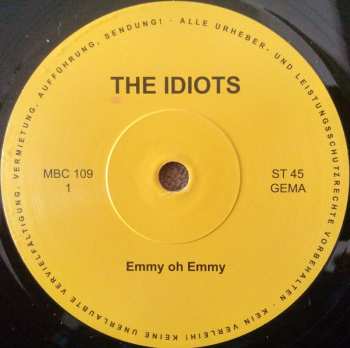 ALLE URHEBER- UND LEISTUNGSSCHUTZRECHTE VORBEHALTEN · KEIN VERLEIH! KEINE UNERLAUBTE VERVIELFÄLTIGUNG, VERMIETUNG, AUFFÜHRUNG, SENDUNG! ·
THE IDIOTS
MBC 109
1
ST 45
GEMA
Emmy oh Emmy